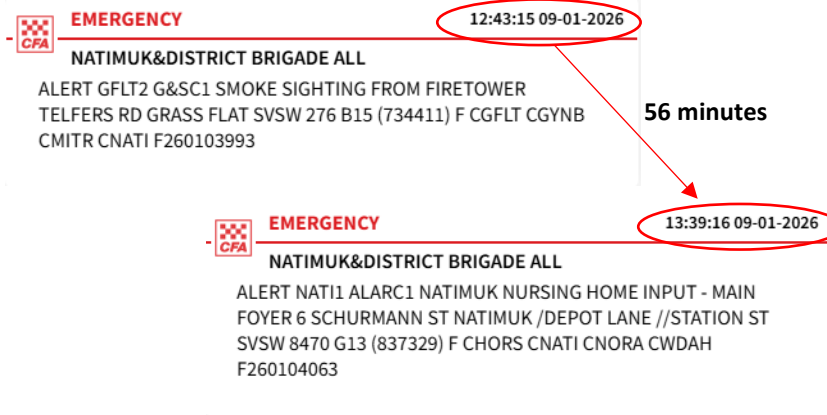 EMERGENCY 12:43:15 09-01-2026
CFA
NATIMUK&DISTRICT BRIGADE ALL
ALERT GFLT2 G&SC1 SMOKE SIGHTING FROM FIRETOWER
TELFERS RD GRASS FLAT SVSW 276 B15 (734411) F CGFLT CGYNB
CMITR CNATI F260103993
56 minutes
EMERGENCY 13:39:16 09-01-2026
CFA
NATIMUK&DISTRICT BRIGADE ALL
ALERT NATI1 ALARC1 NATIMUK NURSING HOME INPUT - MAIN
FOYER 6 SCHURMANN ST NATIMUK /DEPOT LANE //STATION ST
SVSW 8470 G13 (837329) F CHORS CNATI CNORA CWDAH
F260104063